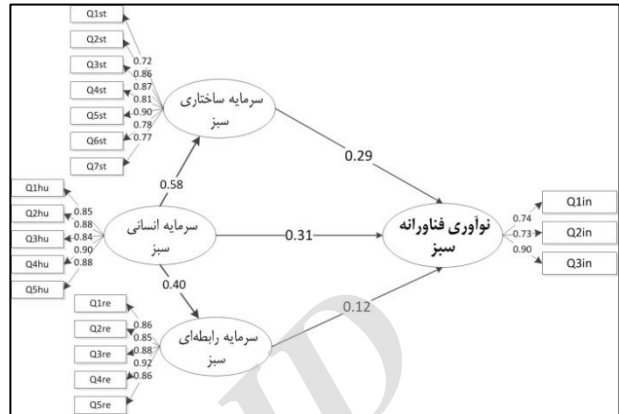 Q1st
Q2st
Q3st
Q4st
Q5st
Q6st
Q7st
0.72
0.86
0.87
0.81
0.90
0.78
0.77
سرمایه ساختاری
سبز
0.29
0.58
Q1hu
Q2hu
Q3hu
Q4hu
Q5hu
0.85
0.88
0.84
0.90
0.88
سرمایه انسانی
سبز
0.31
نوآوری فناورانه
سبز
0.74
0.73
0.90
Q1in
Q2in
Q3in
0.40
0.12
Q1re
Q2re
Q3re
Q4re
Q5re
0.86
0.85
0.88
0.92
0.86
سرمایه رابطه‌ای
سبز